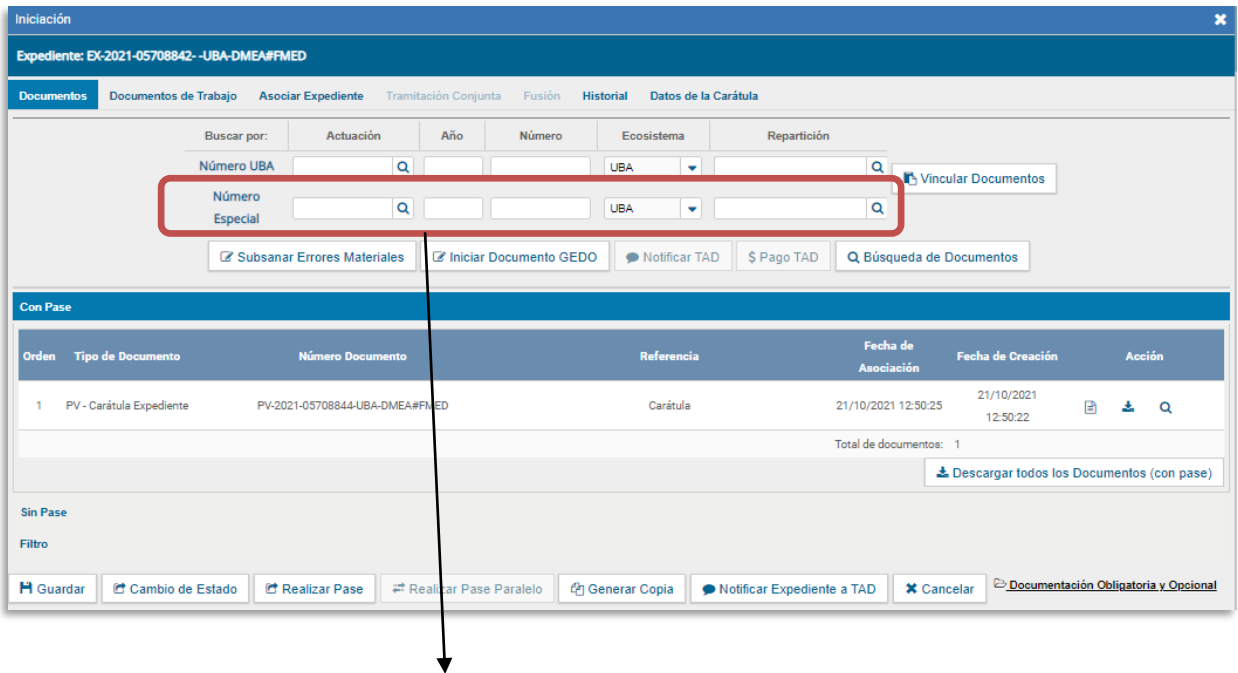 Iniciación
Expediente: EX-2021-05708842- -UBA-DMEA#FMED
Documentos Documentos de Trabajo Asociar Expediente Tramitación Conjunta Fusión Historial Datos de la Carátula
Buscar por: Actuación Año Número Ecosistema Repartición
Número UBA UBA
Vincular Documentos
Número
Especial UBA
Subsanar Errores Materiales Iniciar Documento GEDO Notificar TAD $ Pago TAD Búsqueda de Documentos
Con Pase
Orden Tipo de Documento Número Documento Referencia Fecha de Asociación Fecha de Creación Acción
1 PV - Carátula Expediente PV-2021-05708844-UBA-DMEA#FMED Carátula 21/10/2021 12:50:25 21/10/2021 12:50:22
Total de documentos: 1
Descargar todos los Documentos (con pase)
Sin Pase
Filtro
Guardar Cambio de Estado Realizar Pase Realizar Pase Paralelo Generar Copia Notificar Expediente a TAD Cancelar Documentación Obligatoria y Opcional